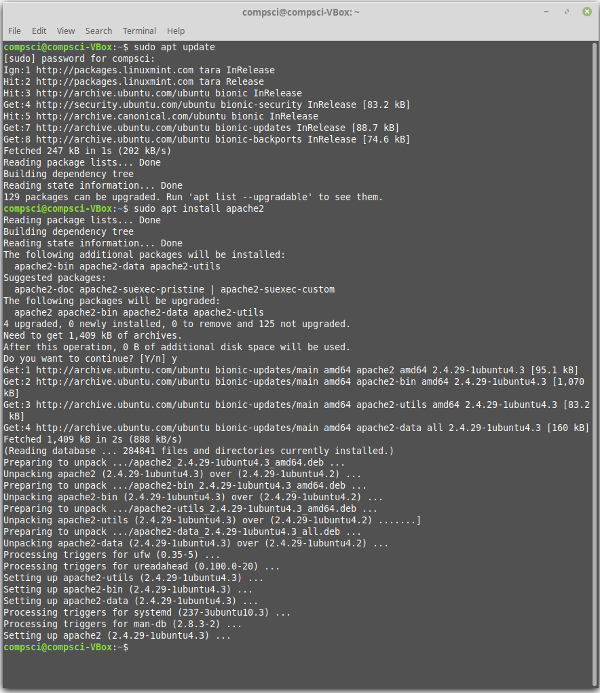 compsci@compsci-VBox: ~
File Edit View Search Terminal Help
compsci@compsci-VBox:~$ sudo apt update
[sudo] password for compsci:
Ign:1 http://packages.linuxmint.com tara InRelease
Hit:2 http://packages.linuxmint.com tara Release
Hit:3 http://archive.ubuntu.com/ubuntu bionic InRelease
Get:4 http://security.ubuntu.com/ubuntu bionic-security InRelease [83.2 kB]
Hit:5 http://archive.canonical.com/ubuntu bionic InRelease
Get:7 http://archive.ubuntu.com/ubuntu bionic-updates InRelease [88.7 kB]
Get:8 http://archive.ubuntu.com/ubuntu bionic-backports InRelease [74.6 kB]
Fetched 247 kB in 1s (202 kB/s)
Reading package lists... Done
Building dependency tree
Reading state information... Done
129 packages can be upgraded. Run 'apt list --upgradable' to see them.
compsci@compsci-VBox:~$ sudo apt install apache2
Reading package lists... Done
Building dependency tree
Reading state information... Done
The following additional packages will be installed:
  apache2-bin apache2-data apache2-utils
Suggested packages:
  apache2-doc apache2-suexec-pristine | apache2-suexec-custom
The following packages will be upgraded:
  apache2 apache2-bin apache2-data apache2-utils
4 upgraded, 0 newly installed, 0 to remove and 125 not upgraded.
Need to get 1,409 kB of archives.
After this operation, 0 B of additional disk space will be used.
Do you want to continue? [Y/n] y
Get:1 http://archive.ubuntu.com/ubuntu bionic-updates/main amd64 apache2 amd64 2.4.29-1ubuntu4.3 [95.1 kB]
Get:2 http://archive.ubuntu.com/ubuntu bionic-updates/main amd64 apache2-bin amd64 2.4.29-1ubuntu4.3 [1,070
kB]
Get:3 http://archive.ubuntu.com/ubuntu bionic-updates/main amd64 apache2-utils amd64 2.4.29-1ubuntu4.3 [83.2
 kB]
Get:4 http://archive.ubuntu.com/ubuntu bionic-updates/main amd64 apache2-data all 2.4.29-1ubuntu4.3 [160 kB]
Fetched 1,409 kB in 2s (888 kB/s)
(Reading database ... 284841 files and directories currently installed.)
Preparing to unpack .../apache2_2.4.29-1ubuntu4.3_amd64.deb ...
Unpacking apache2 (2.4.29-1ubuntu4.3) over (2.4.29-1ubuntu4.2) ...
Preparing to unpack .../apache2-bin_2.4.29-1ubuntu4.3_amd64.deb ...
Unpacking apache2-bin (2.4.29-1ubuntu4.3) over (2.4.29-1ubuntu4.2) ...
Preparing to unpack .../apache2-utils_2.4.29-1ubuntu4.3_amd64.deb ...
Unpacking apache2-utils (2.4.29-1ubuntu4.3) over (2.4.29-1ubuntu4.2) .......]
Preparing to unpack .../apache2-data_2.4.29-1ubuntu4.3_all.deb ...
Unpacking apache2-data (2.4.29-1ubuntu4.3) over (2.4.29-1ubuntu4.2) ...
Processing triggers for ufw (0.35-5) ...
Processing triggers for ureadahead (0.100.0-20) ...
Setting up apache2-utils (2.4.29-1ubuntu4.3) ...
Setting up apache2-bin (2.4.29-1ubuntu4.3) ...
Setting up apache2-data (2.4.29-1ubuntu4.3) ...
Processing triggers for systemd (237-3ubuntu10.3) ...
Processing triggers for man-db (2.8.3-2) ...
Setting up apache2 (2.4.29-1ubuntu4.3) ...
compsci@compsci-VBox:~$